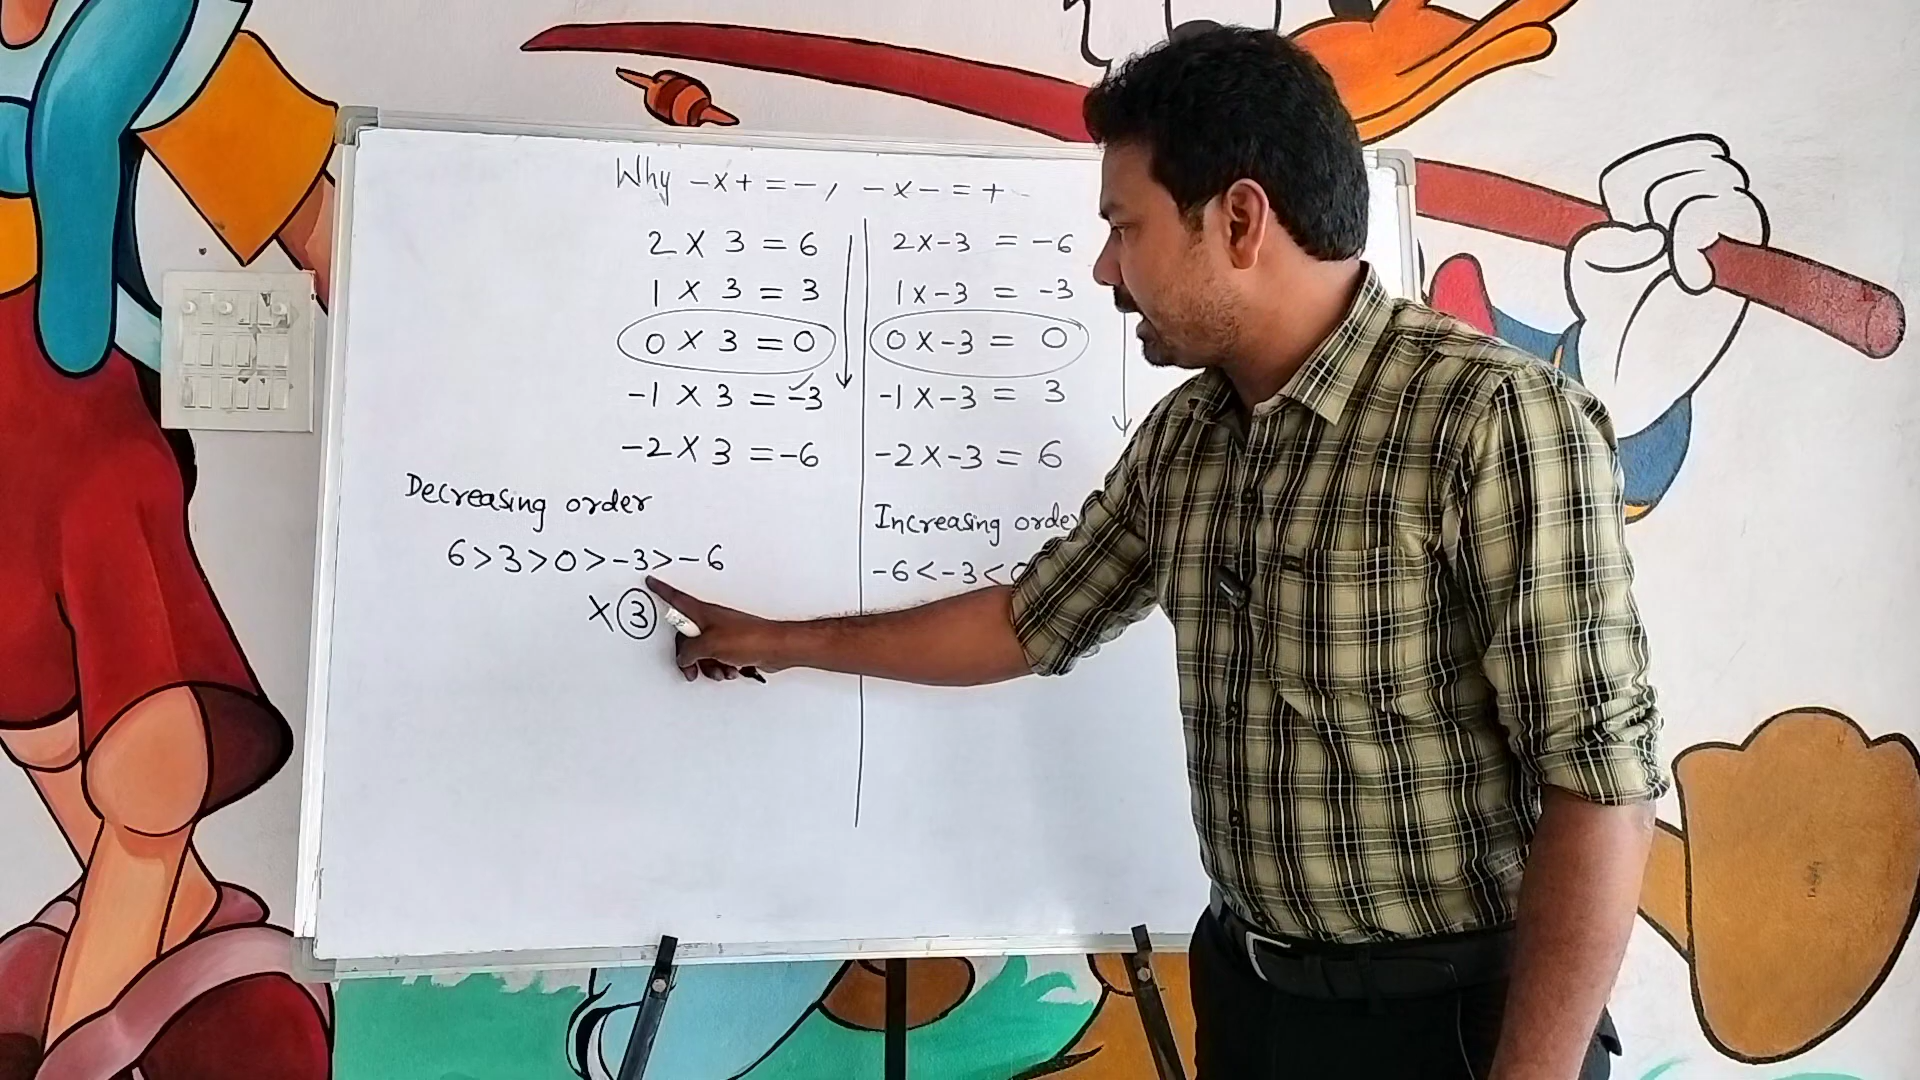 Why -x+ = -, -x- = +
2 X 3 = 6
1 X 3 = 3
0 X 3 = 0
-1 X 3 = -3
-2 X 3 = -6
Decreasing order
6>3>0>-3>-6
X 3
2 x -3 = -6
1 x -3 = -3
0 x -3 = 0
-1 x -3 = 3
-2 x -3 = 6
Increasing order
-6<-3<0